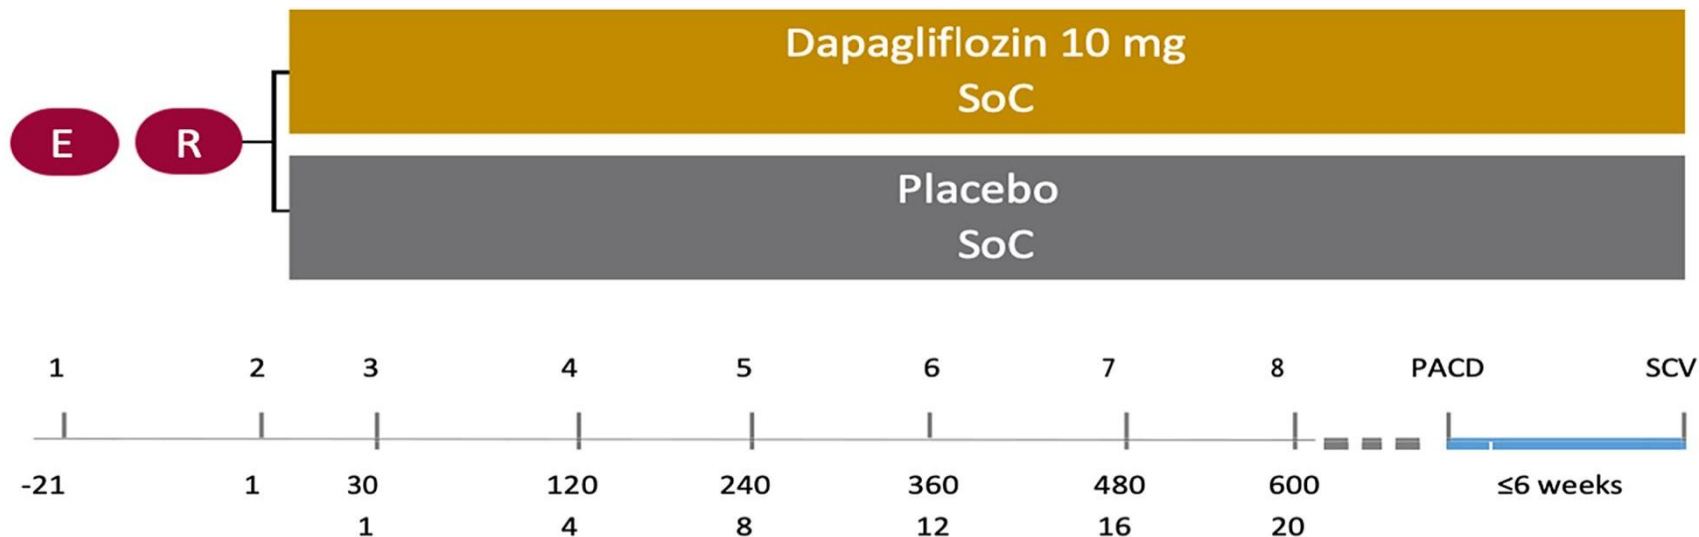 Dapagliflozin 10 mg
SoC
E R
Placebo
SoC
1 2 3 4 5 6 7 8 PACD SCV
-21 1 30 120 240 360 480 600 ≤6 weeks
1 4 8 12 16 20